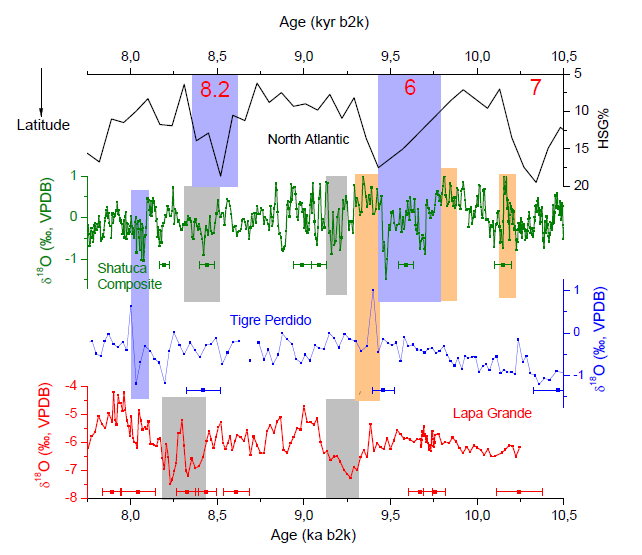 Age (kyr b2k)
8,0 8,5 9,0 9,5 10,0 10,5
8.2 6 7
5
10
15
20
HSG%
Latitude
North Atlantic
1
0
-1
δ18O (‰, VPDB)
Shatuca
Composite
Tigre Perdido
1
0
-1
δ18O (‰, VPDB)
-4
-5
-6
-7
-8
δ18O (‰, VPDB)
Lapa Grande
8,0 8,5 9,0 9,5 10,0 10,5
Age (ka b2k)